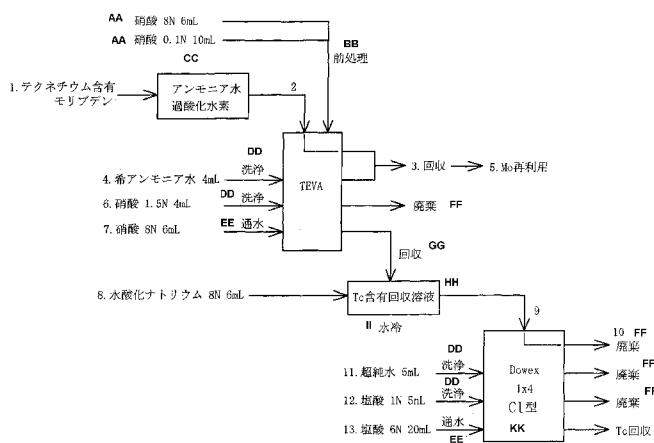 AA 硝酸 8N 6mL
AA 硝酸 0.1N 10mL
BB
前処理
CC
1.テクネチウム含有
モリブデン
アンモニア水
過酸化水素
2
DD
洗浄
4.希アンモニア水 4mL
TEVA
3.回収
5.Mo再利用
DD 洗浄
6.硝酸 1.5N 4mL
廃棄 FF
EE 通水
7.硝酸 8N 6mL
回収 GG
8.水酸化ナトリウム 8N 6mL
Tc含有回収溶液
HH
II 水冷
9
10 FF
廃棄
DD
洗浄
11.超純水 5mL
Dowex
1x4
Cl型
KK
FF
廃棄
DD
洗浄
12.塩酸 1N 5mL
FF
廃棄
通水
13.塩酸 6N 20mL
EE
Tc回収